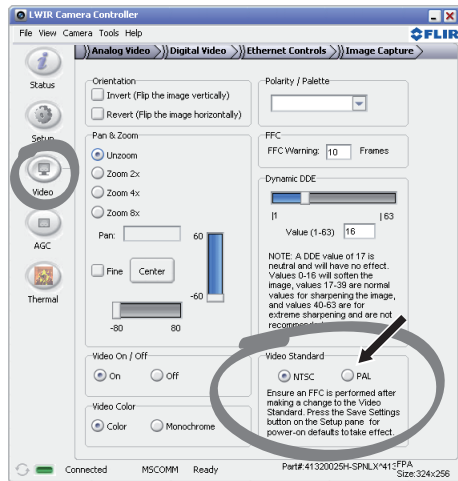 LWIR Camera Controller
File View Camera Tools Help
FLIR
Analog Video Digital Video Ethernet Controls Image Capture
Status
Setup
Video
AGC
Thermal
Orientation
Invert (Flip the image vertically)
Revert (Flip the image horizontally)
Pan & Zoom
Unzoom
Zoom 2x
Zoom 4x
Zoom 8x
Pan:
60
Fine
Center
-60
-80 80
Video On / Off
On Off
Video Color
Color Monochrome
Polarity / Palette
FFC
FFC Warning: 10 Frames
Dynamic DDE
|1 | 63
Value (1-63) 16
NOTE: A DDE value of 17 is
neutral and will have no effect.
Values 0-16 will soften the
image, values 17-39 are normal
values for sharpening the image,
and values 40-63 are for
extreme sharpening and are not
Video Standard
NTSC PAL
Ensure an FFC is performed after
making a change to the Video
Standard. Press the Save Settings
button on the Setup pane for
power-on defaults to take effect.
Connected MSCOMM Ready
Part#:41320025H-SPNLX^413
FPA
Size:324x256